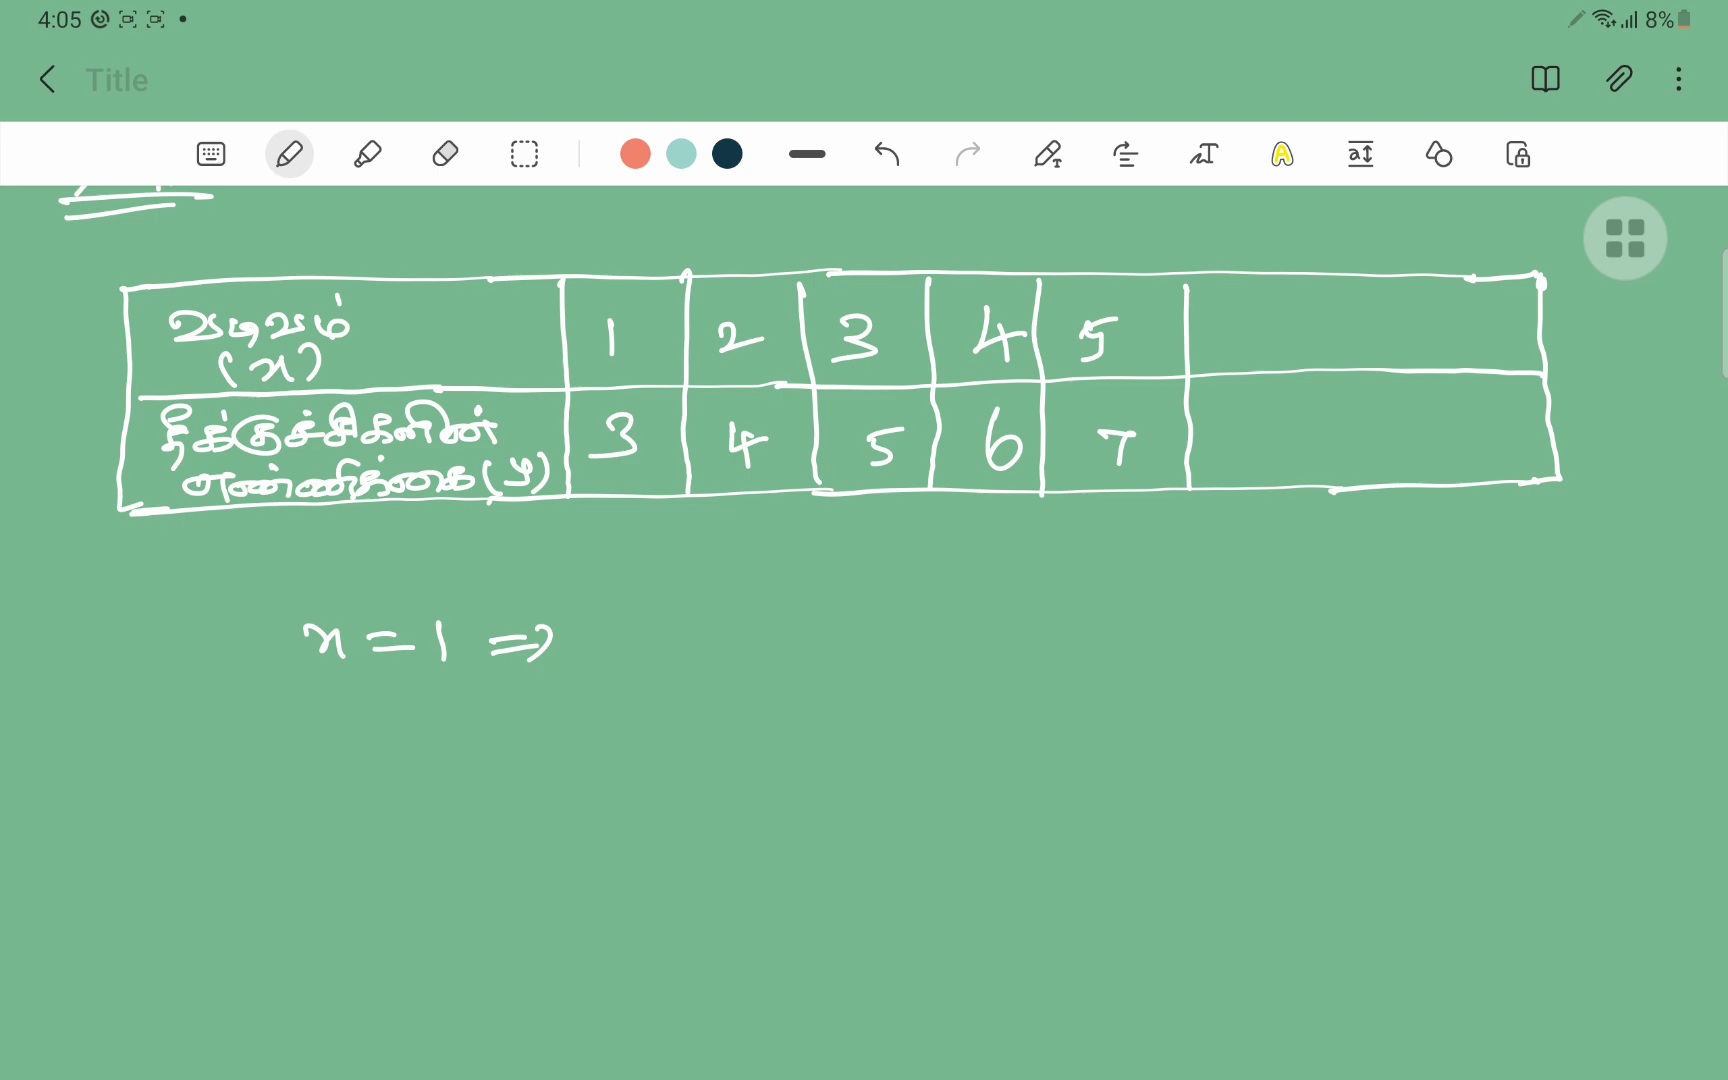 4:05 8%
Title
உருவம் 1 2 3 4 5
(x)
தீக்குச்சிகளின் 3 4 5 6 7
எண்ணிக்கை (y)
x = 1 ⇒